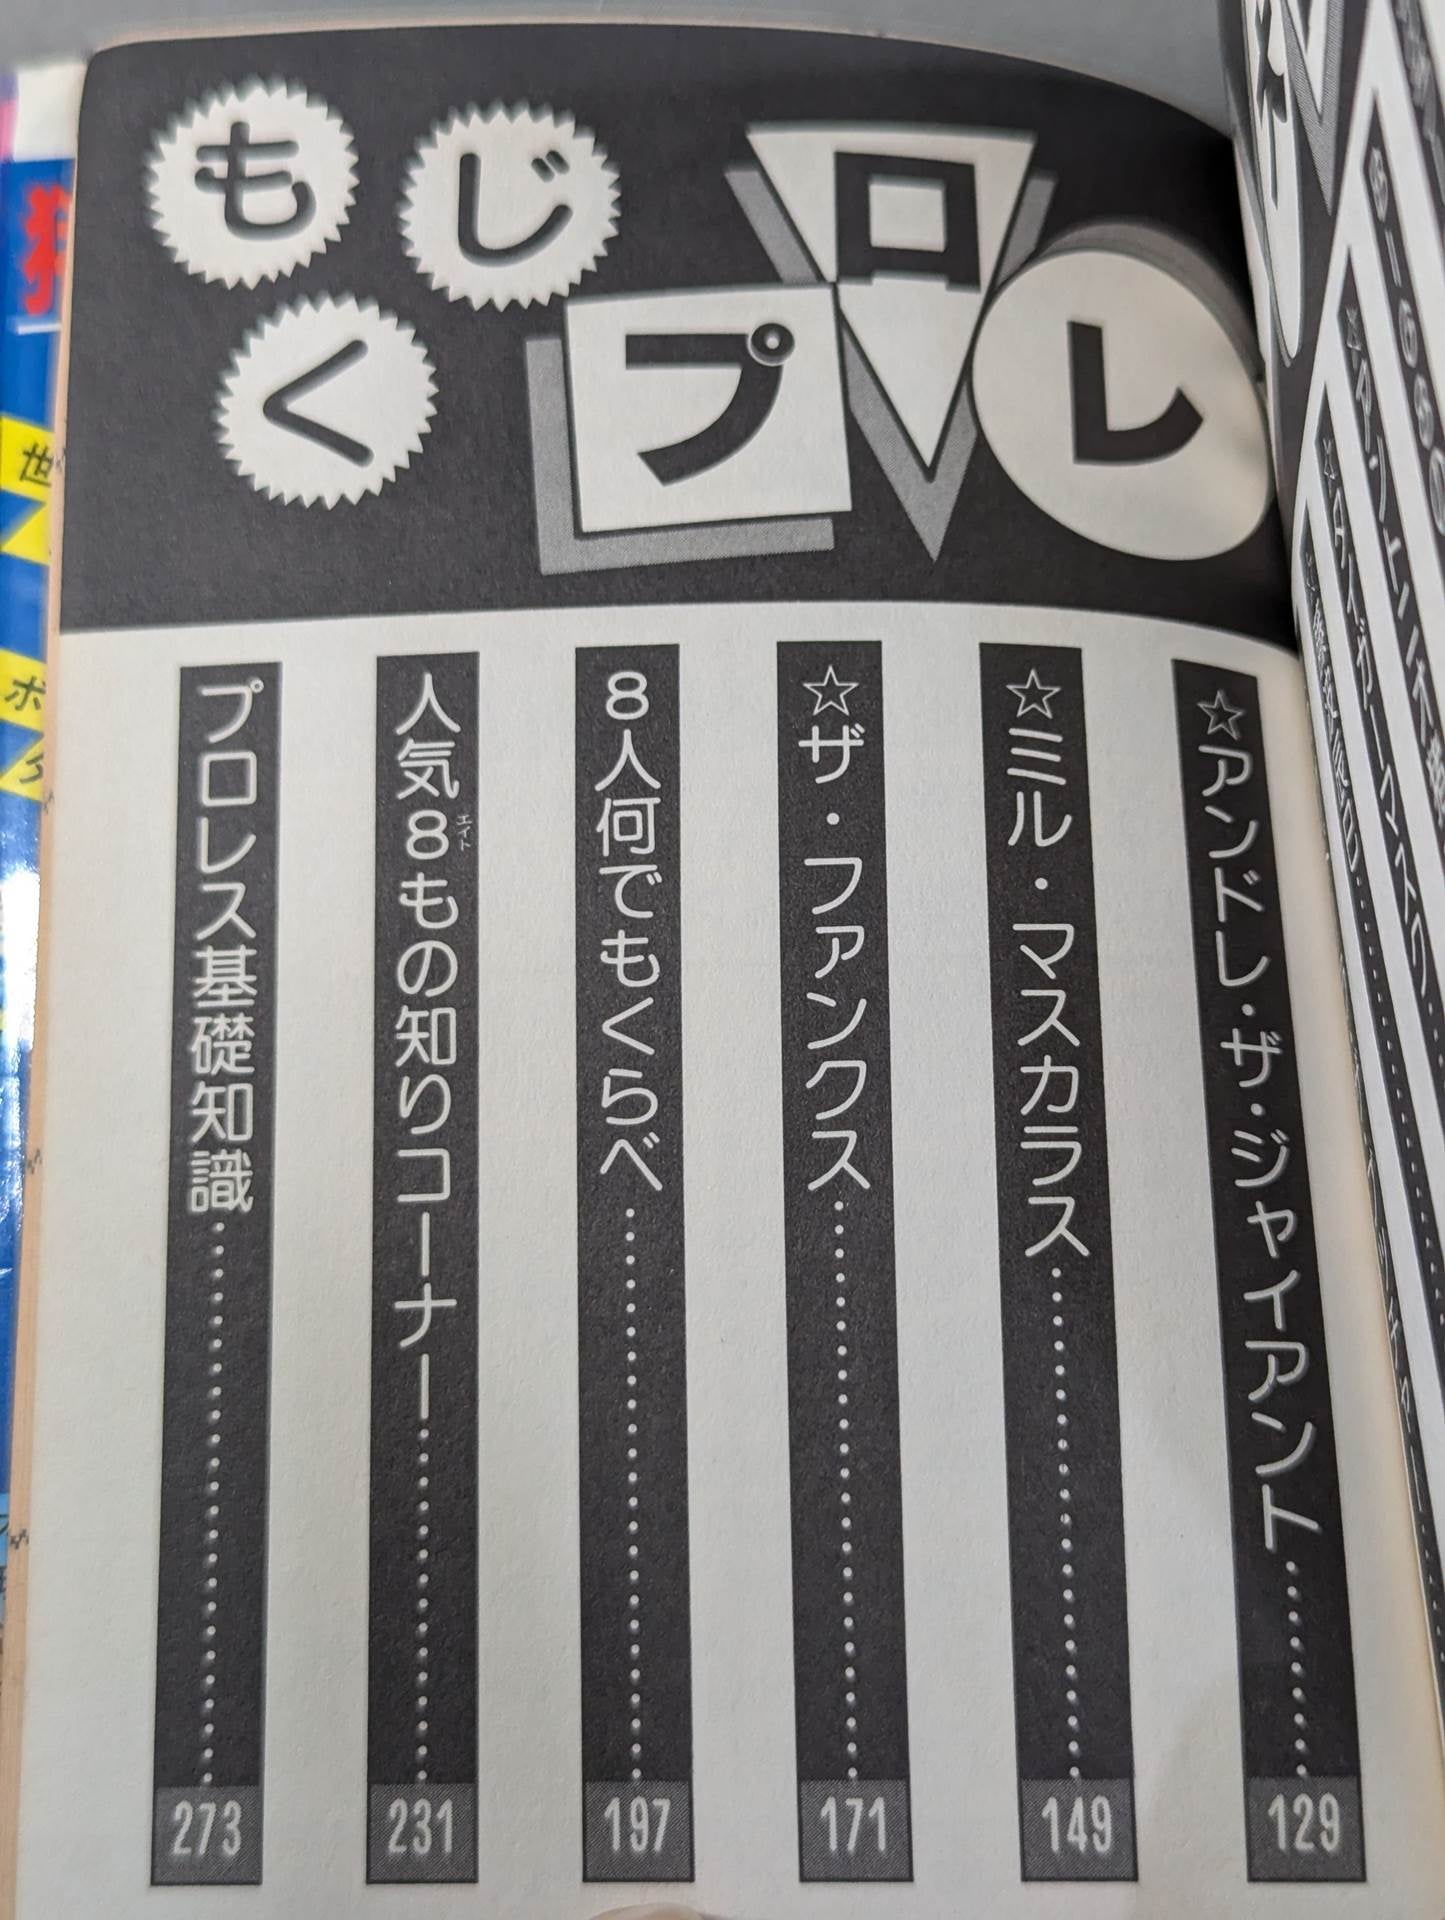 プロレ
もくじ
☆アンドレ・ザ・ジャイアント……………129
☆ミル・マスカラス……………149
☆ザ・ファンクス……………171
8人何でもくらべ……………197
人気8もの知りコーナー……………231
エイト
プロレス基礎知識……………273
世
ポ